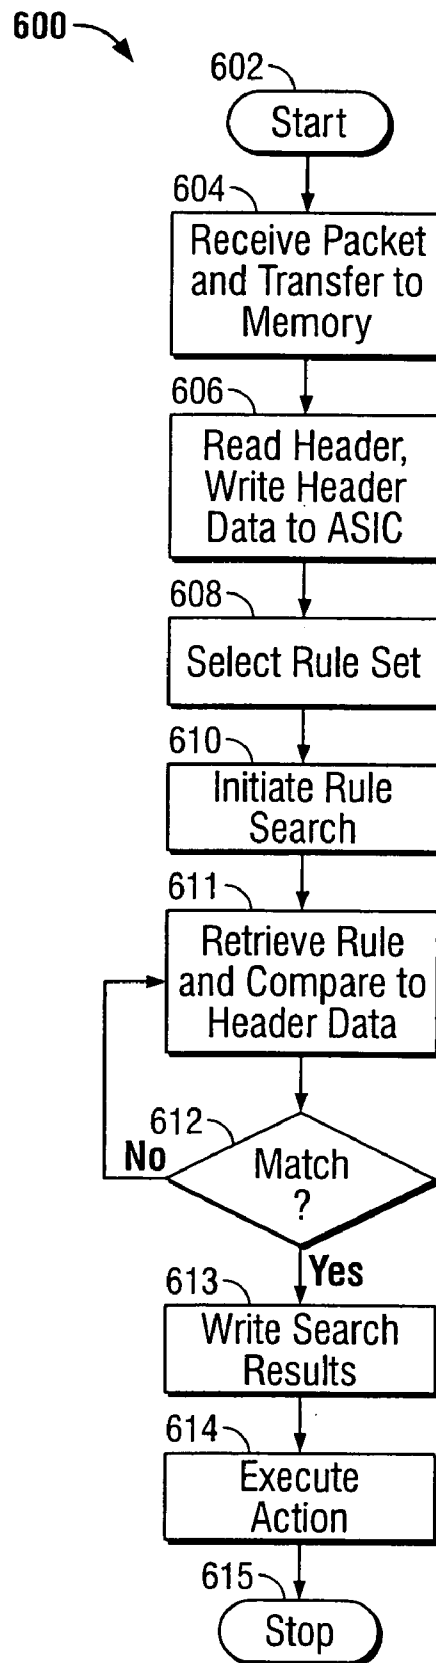 600
602
Start
604
Receive Packet
and Transfer to
Memory
606
Read Header,
Write Header
Data to ASIC
608
Select Rule Set
610
Initiate Rule
Search
611
Retrieve Rule
and Compare to
Header Data
612
No
Match
?
Yes
613
Write Search
Results
614
Execute
Action
615
Stop